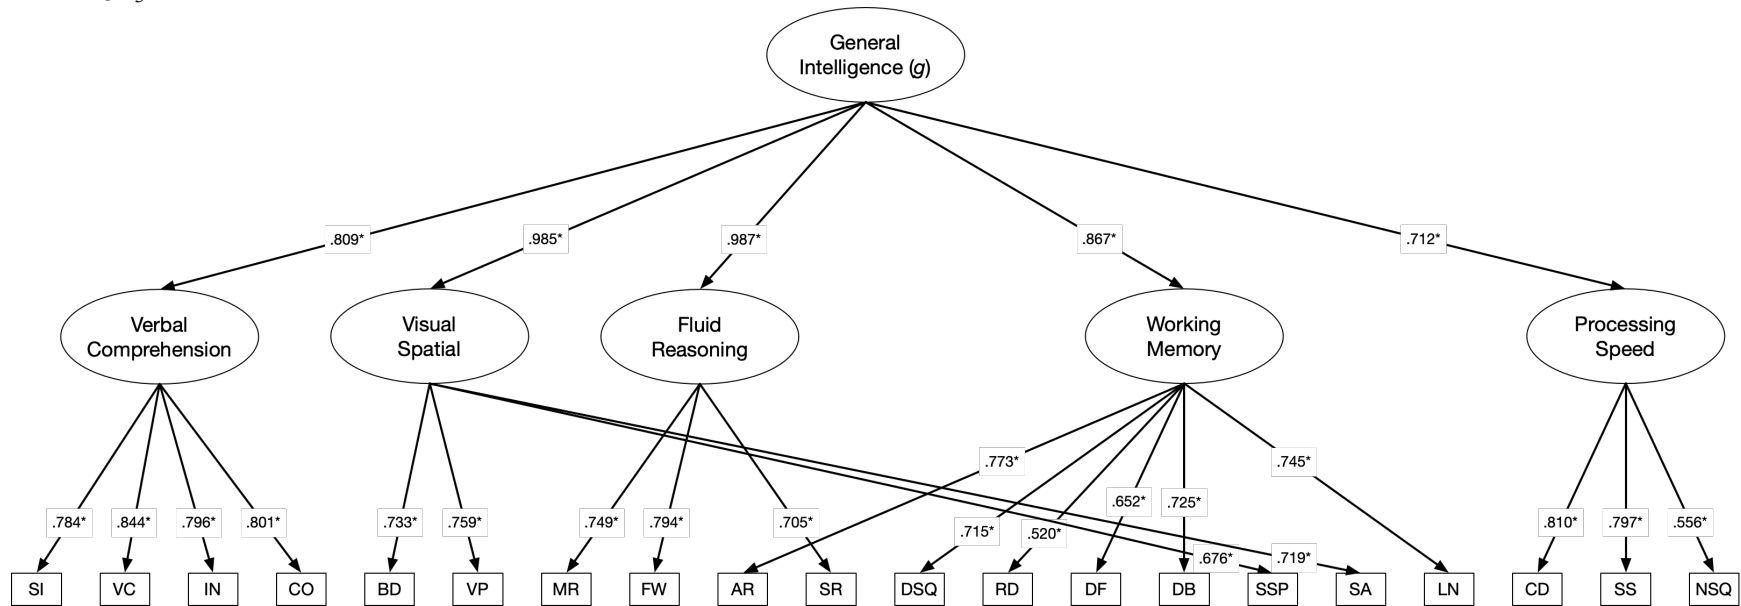 General
Intelligence (g)
.809*
.985*
.987*
.867*
.712*
Verbal
Comprehension
Visual
Spatial
Fluid
Reasoning
Working
Memory
Processing
Speed
.773*
.745*
.652*
.725*
.784*
.844*
.796*
.801*
.733*
.759*
.749*
.794*
.705*
.715*
.520*
.676*
.719*
.810*
.797*
.556*
SI
VC
IN
CO
BD
VP
MR
FW
AR
SR
DSQ
RD
DF
DB
SSP
SA
LN
CD
SS
NSQ